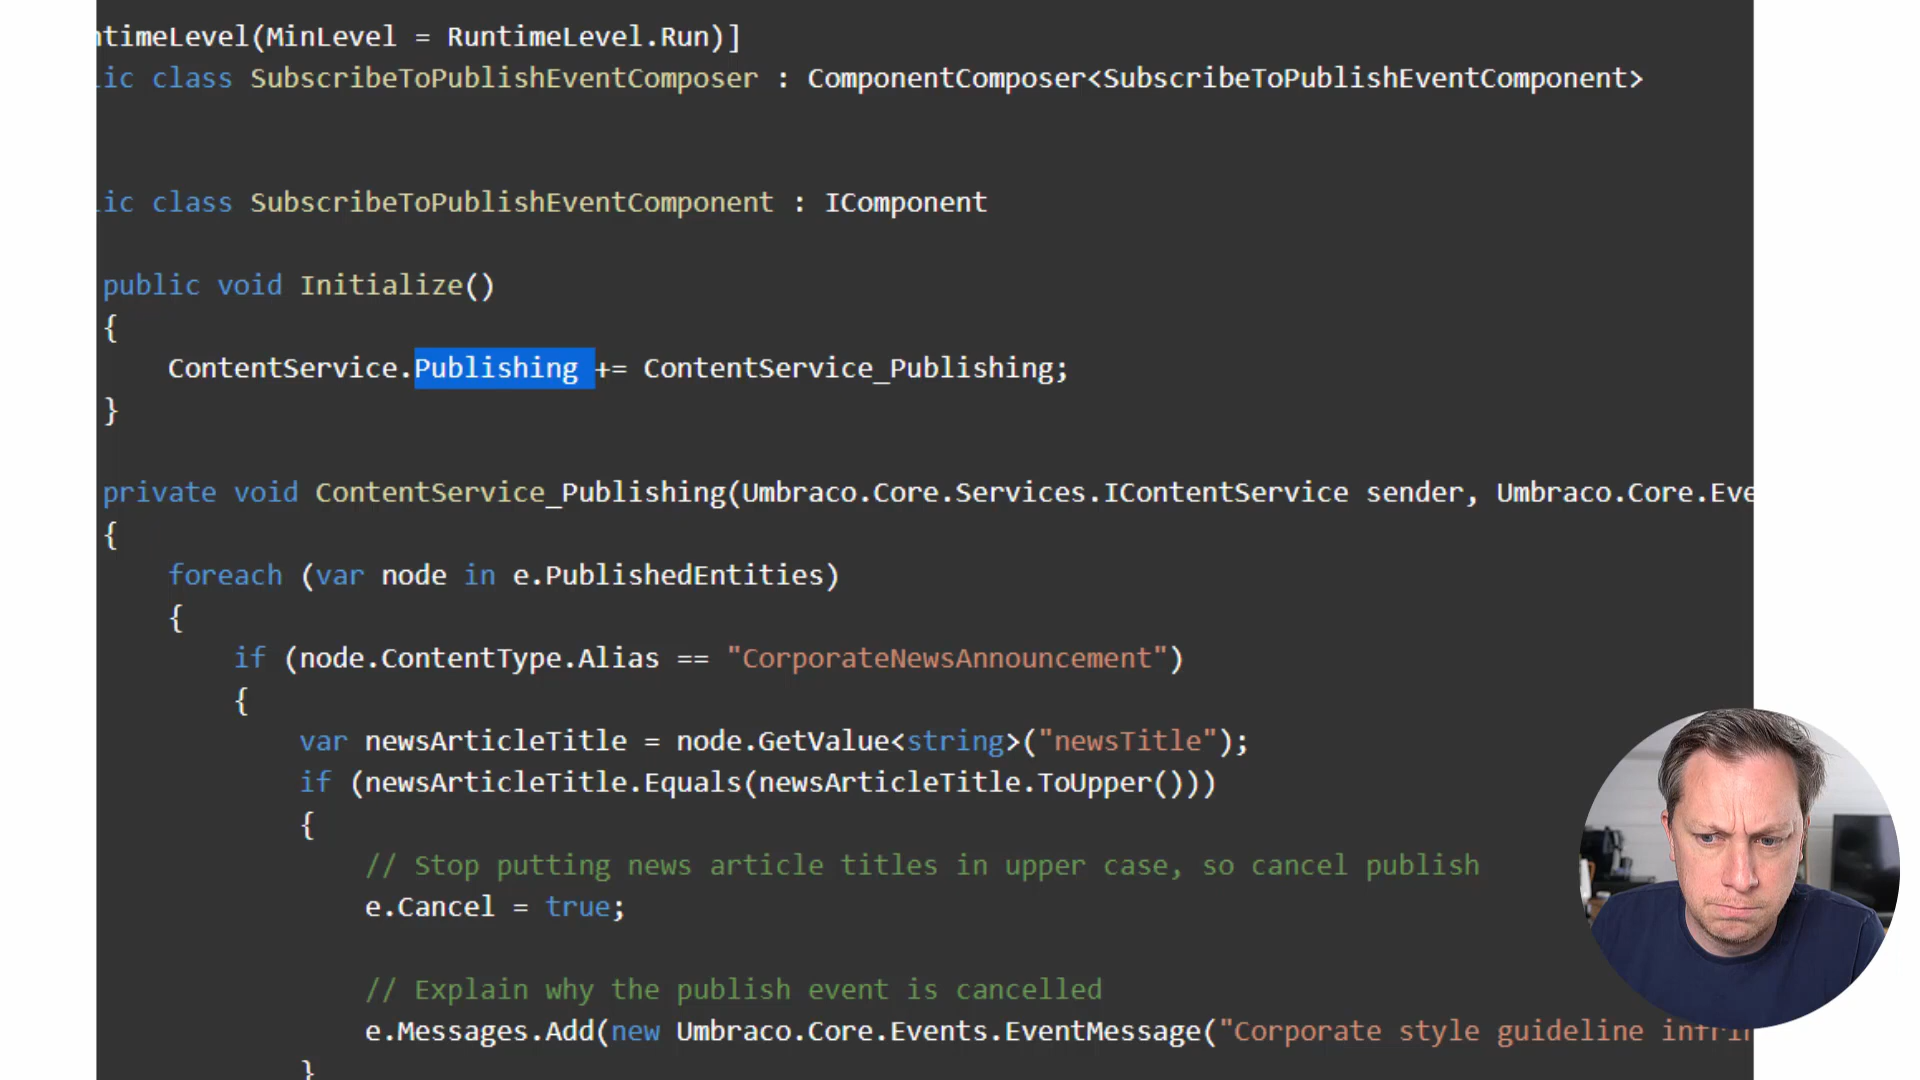 ntimeLevel(MinLevel = RuntimeLevel.Run)]
lic class SubscribeToPublishEventComposer : ComponentComposer<SubscribeToPublishEventComponent>
lic class SubscribeToPublishEventComponent : IComponent
public void Initialize()
{
ContentService.Publishing += ContentService_Publishing;
}
private void ContentService_Publishing(Umbraco.Core.Services.IContentService sender, Umbraco.Core.Eve
{
foreach (var node in e.PublishedEntities)
{
if (node.ContentType.Alias == "CorporateNewsAnnouncement")
{
var newsArticleTitle = node.GetValue<string>("newsTitle");
if (newsArticleTitle.Equals(newsArticleTitle.ToUpper()))
{
// Stop putting news article titles in upper case, so cancel publish
e.Cancel = true;
// Explain why the publish event is cancelled
e.Messages.Add(new Umbraco.Core.Events.EventMessage("Corporate style guideline infrin
}